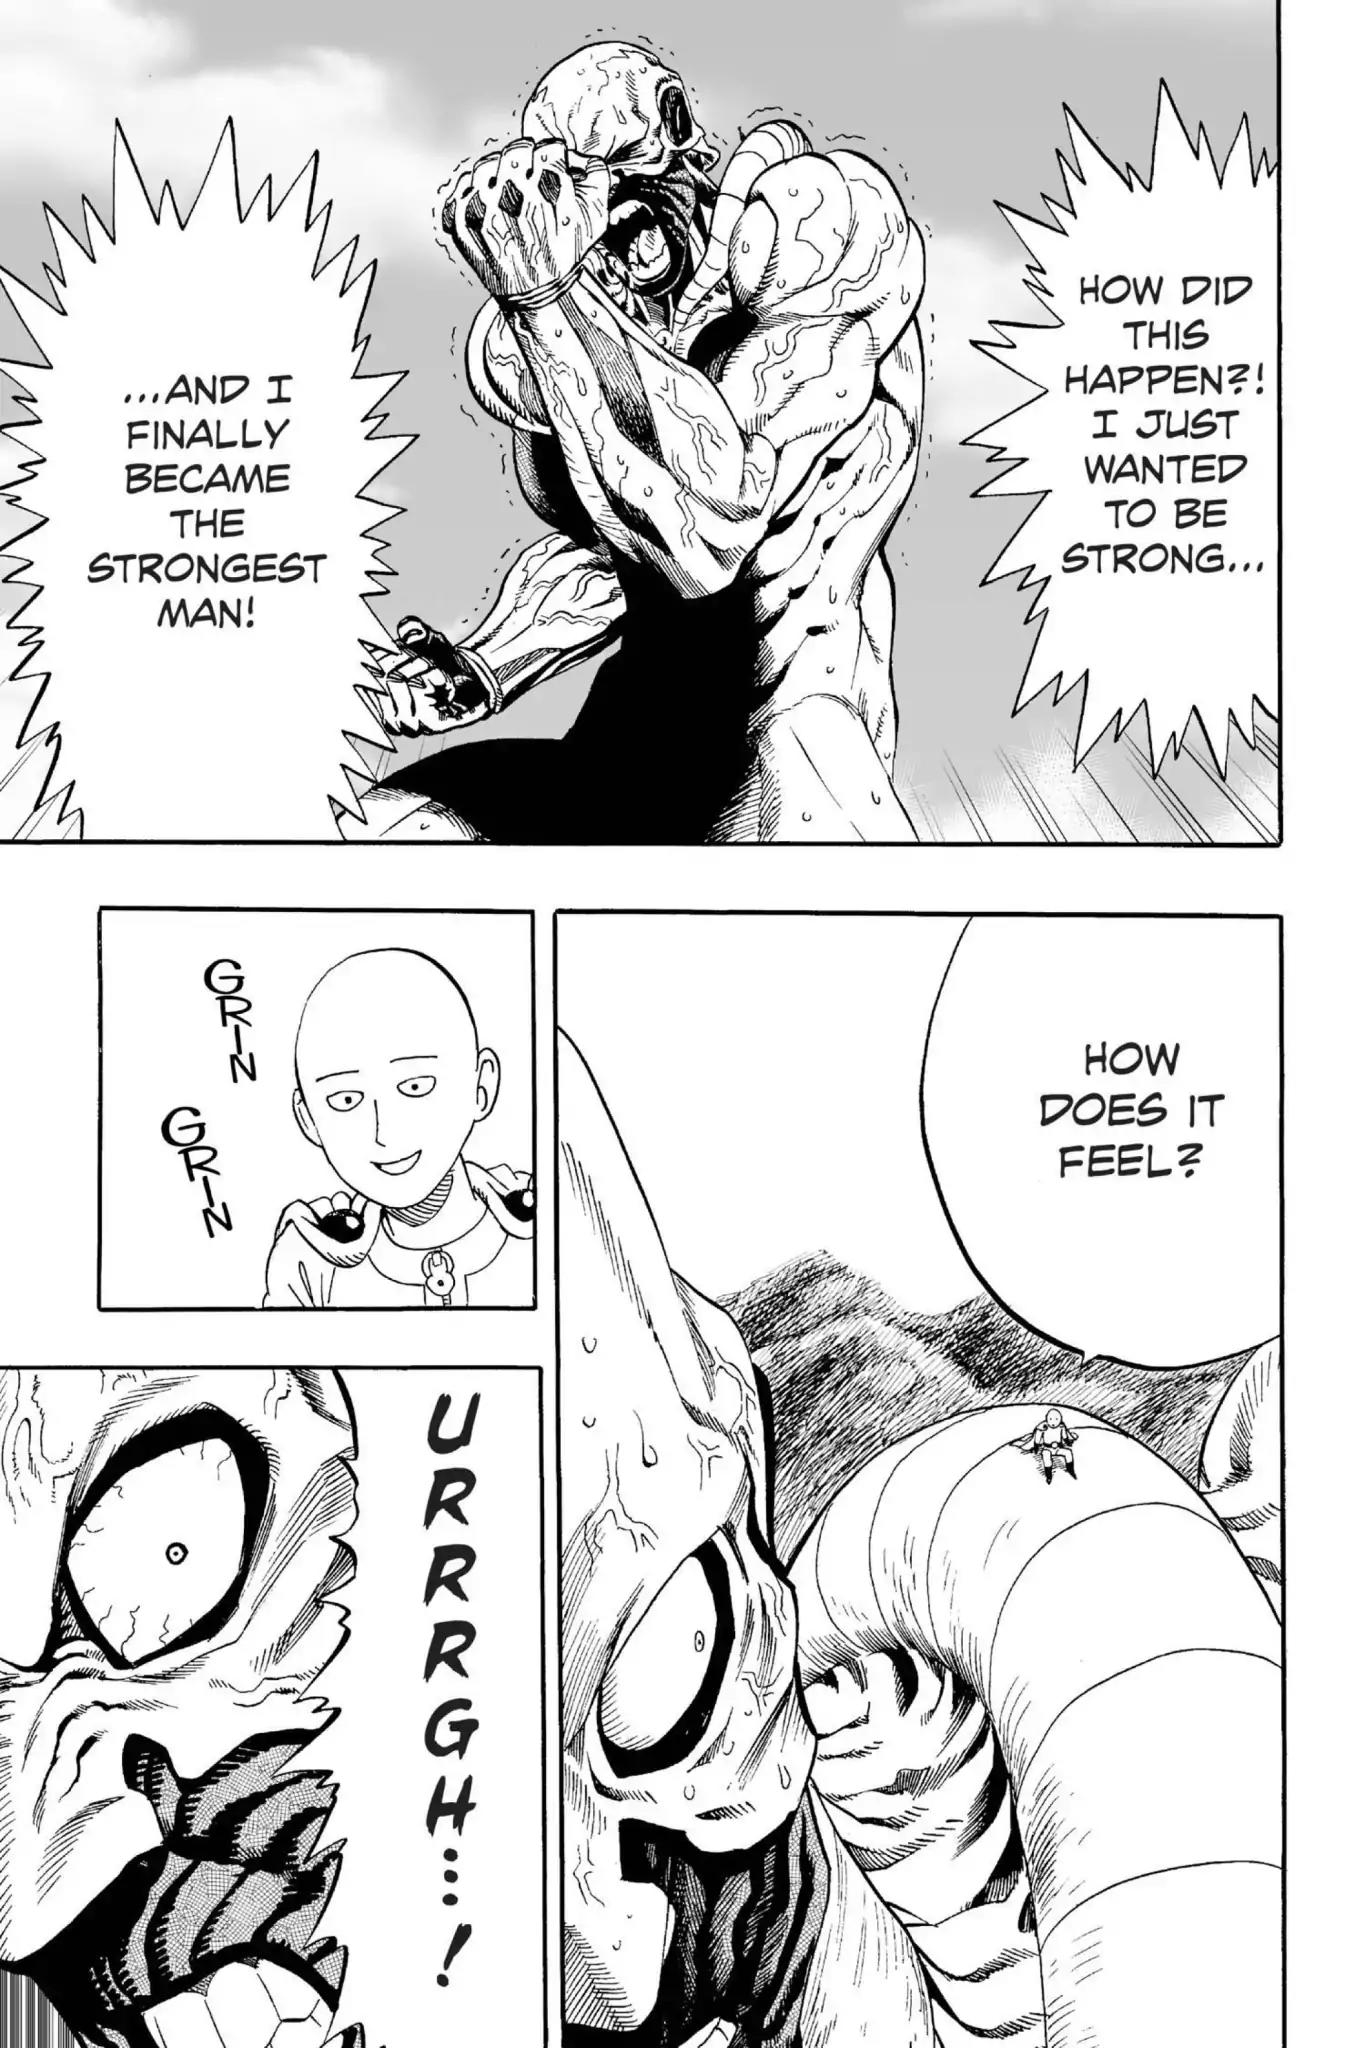 HOW DID
THIS
HAPPEN?!
I JUST
WANTED
TO BE
STRONG...
...AND I
FINALLY
BECAME
THE
STRONGEST
MAN!
HOW
DOES IT
FEEL?
GRIN
GRIN
URRRGH...!